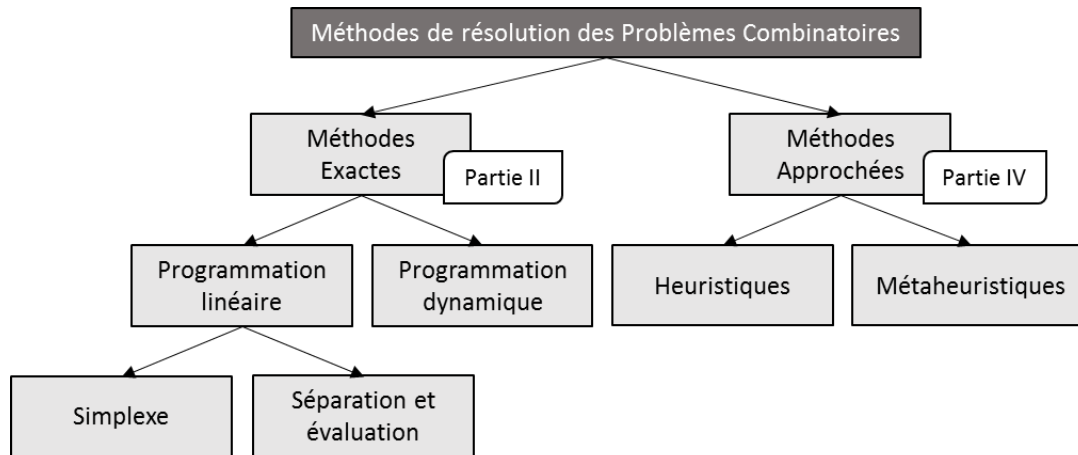 Méthodes de résolution des Problèmes Combinatoires
Méthodes
Exactes
Partie II
Méthodes
Approchées
Partie IV
Programmation
linéaire
Programmation
dynamique
Heuristiques
Métaheuristiques
Simplexe
Séparation et
évaluation